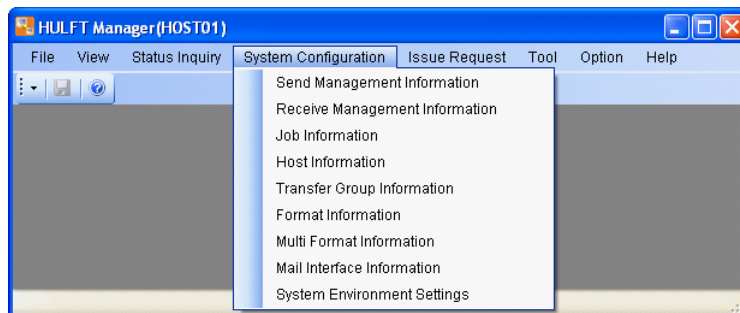 HULFT Manager(HOST01)
File View Status Inquiry System Configuration Issue Request Tool Option Help
Send Management Information
Receive Management Information
Job Information
Host Information
Transfer Group Information
Format Information
Multi Format Information
Mail Interface Information
System Environment Settings